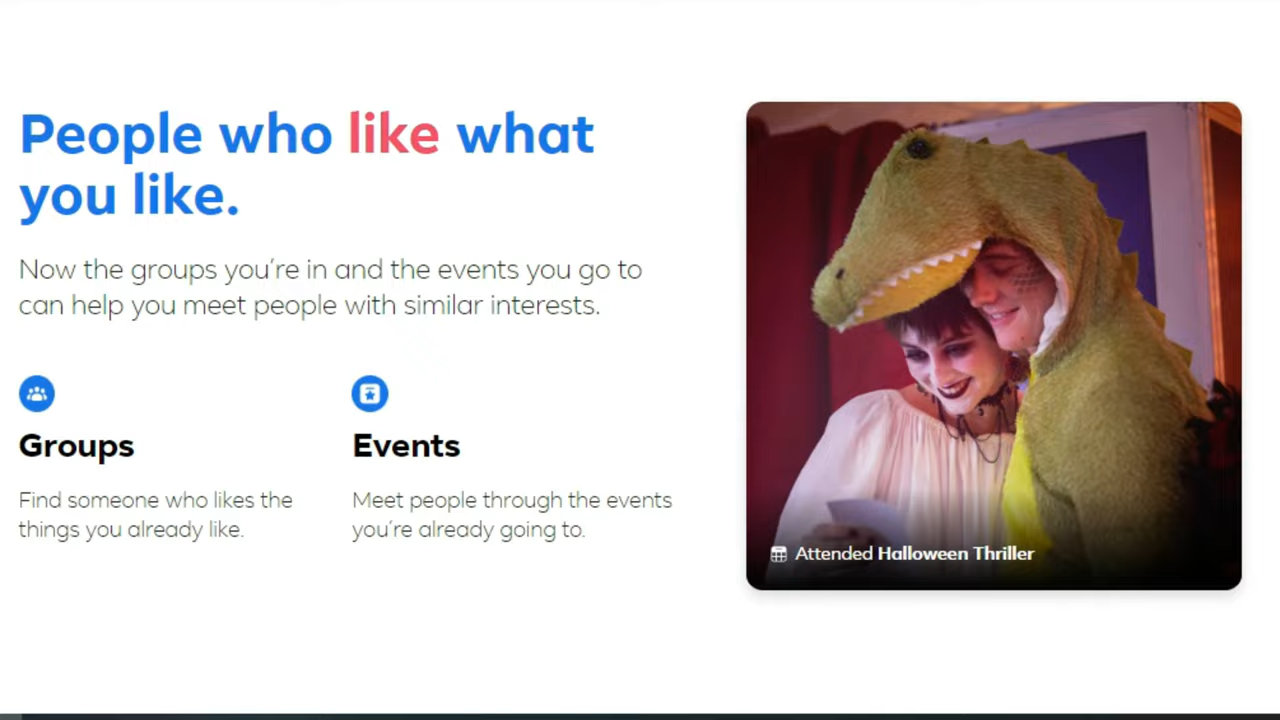 People who like what
you like.
Now the groups you're in and the events you go to
can help you meet people with similar interests.
Groups
Find someone who likes the
things you already like.
Events
Meet people through the events
you're already going to.
Attended Halloween Thriller